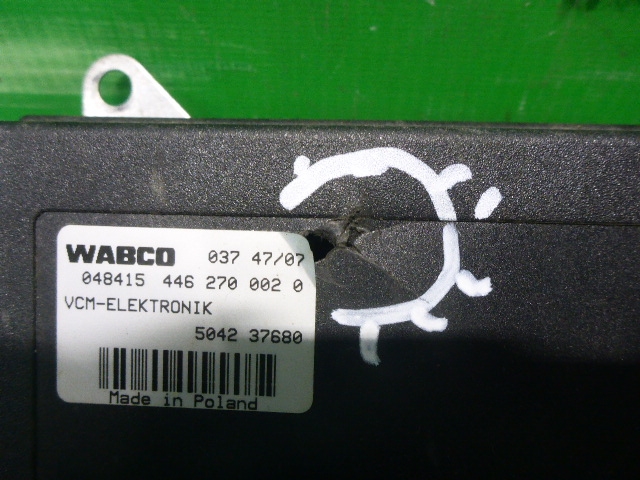 WABCO 037 47/07
048415 446 270 002 0
VCM-ELEKTRONIK
5042 37680
Made in Poland